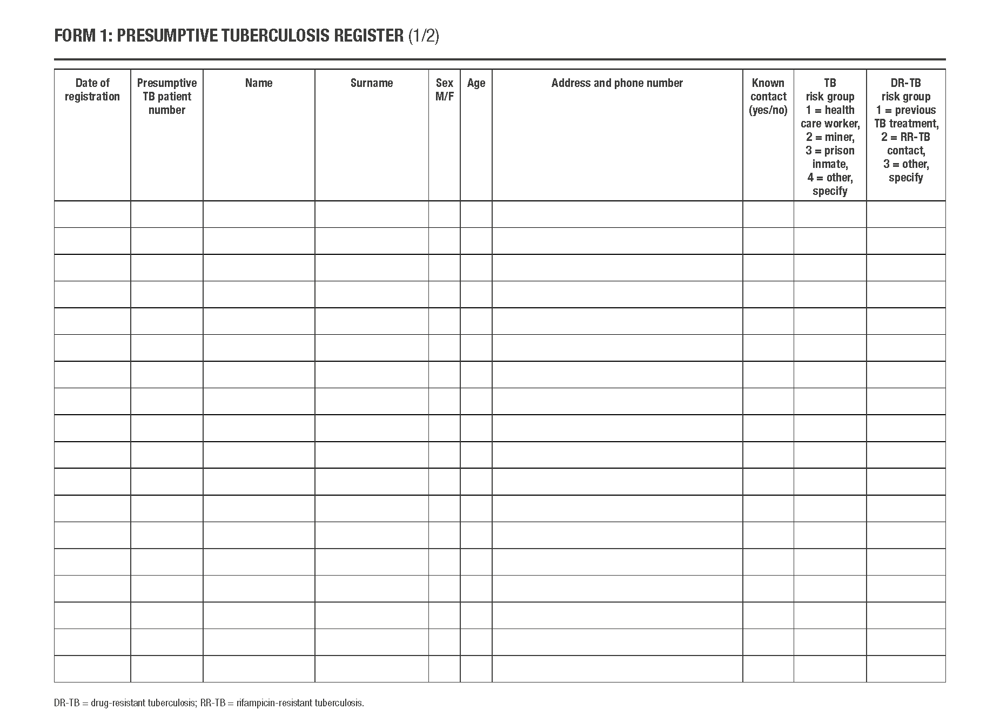 FORM 1: PRESUMPTIVE TUBERCULOSIS REGISTER (1/2)
Date of
registration
Presumptive
TB patient
number
Name
Surname
Sex
M/F
Age
Address and phone number
Known
contact
(yes/no)
TB
risk group
1 = health
care worker,
2 = miner,
3 = prison
inmate,
4 = other,
specify
DR-TB
risk group
1 = previous
TB treatment,
2 = RR-TB
contact,
3 = other,
specify
DR-TB = drug-resistant tuberculosis; RR-TB = rifampicin-resistant tuberculosis.